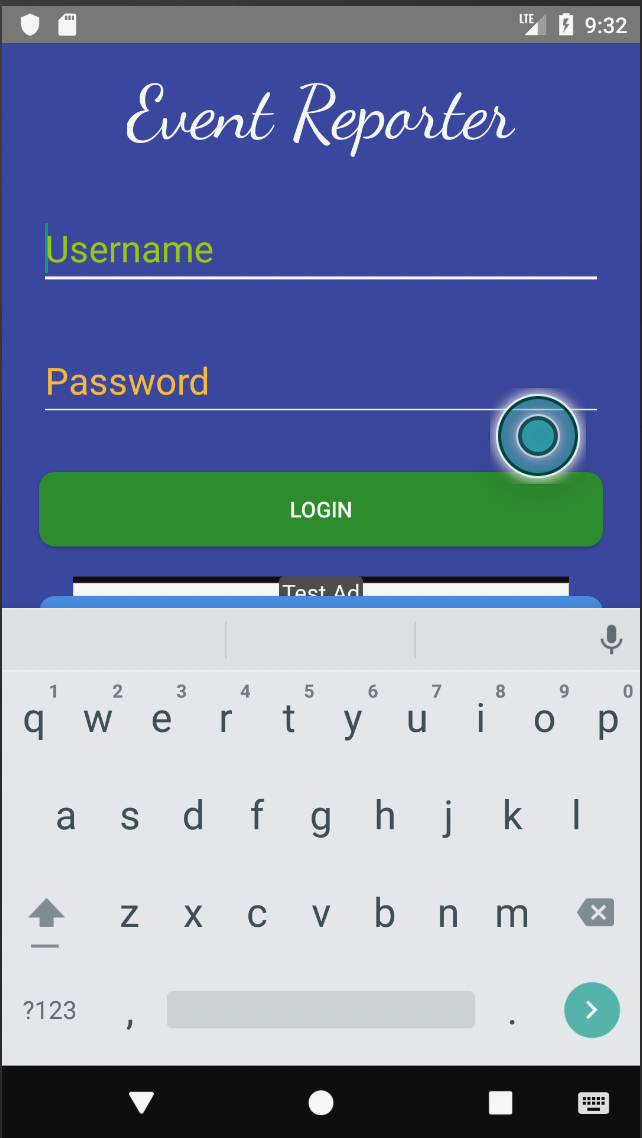 LTE 9:32
Event Reporter
Username
Password
LOGIN
Test Ad
1 2 3 4 5 6 7 8 9 0
q w e r t y u i o p
a s d f g h j k l
z x c v b n m
?123 , .